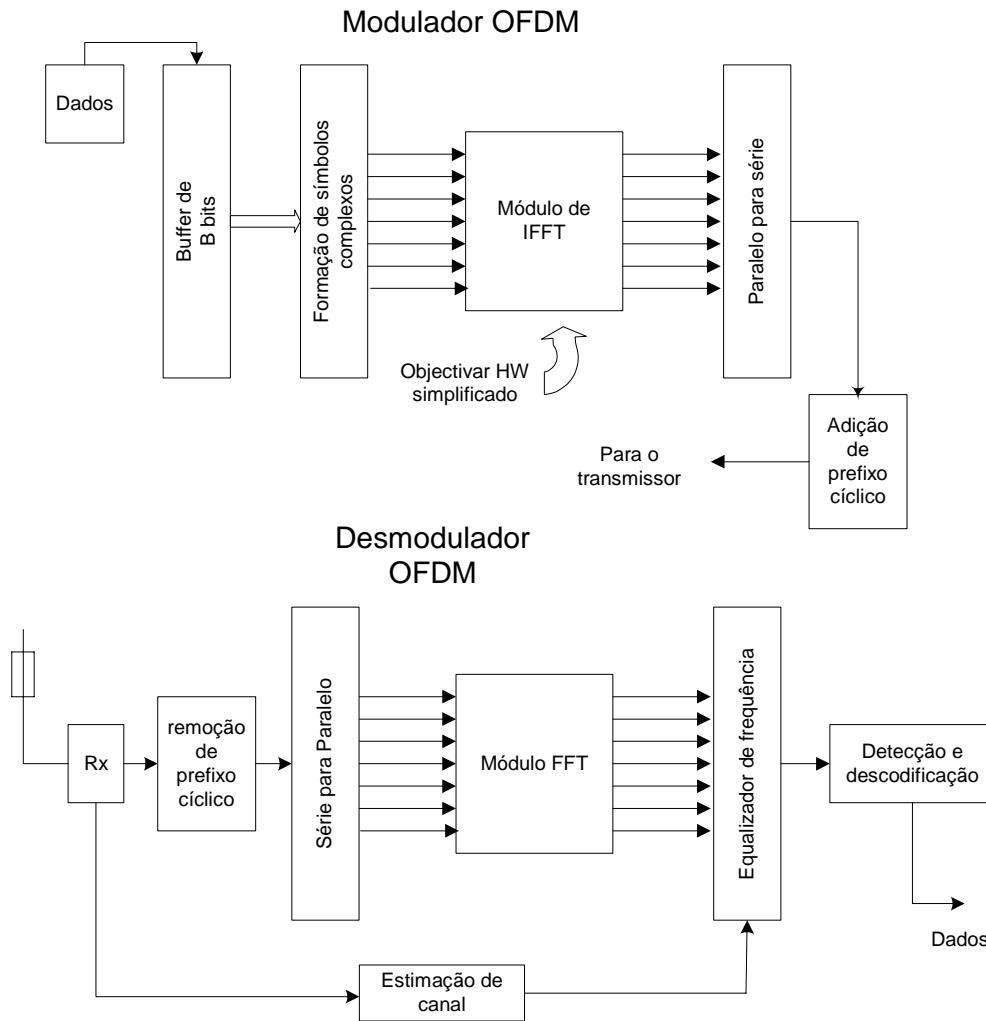 Modulador OFDM
Dados
Buffer de
B bits
Formação de símbolos
complexos
Módulo de
IFFT
Paralelo para série
Objectivar HW
simplificado
Adição
de
prefixo
cíclico
Para o
transmissor
Desmodulador
OFDM
Rx
remoção
de
prefixo
cíclico
Série para Paralelo
Módulo FFT
Equalizador de frequência
Detecção e
descodificação
Dados
Estimação de
canal